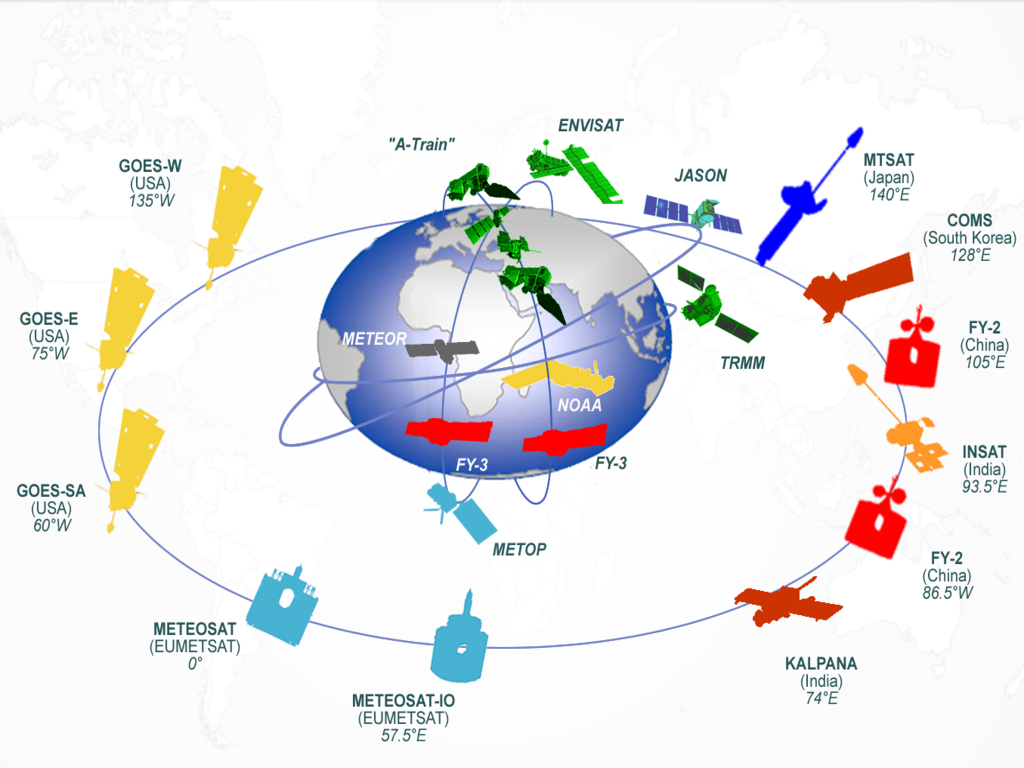 "A-Train"
ENVISAT
JASON
GOES-W
(USA)
135°W
MTSAT
(Japan)
140°E
COMS
(South Korea)
128°E
GOES-E
(USA)
75°W
METEOR
FY-2
(China)
105°E
TRMM
NOAA
GOES-SA
(USA)
60°W
FY-3
FY-3
INSAT
(India)
93.5°E
METOP
FY-2
(China)
86.5°W
METEOSAT
(EUMETSAT)
0°
KALPANA
(India)
74°E
METEOSAT-IO
(EUMETSAT)
57.5°E